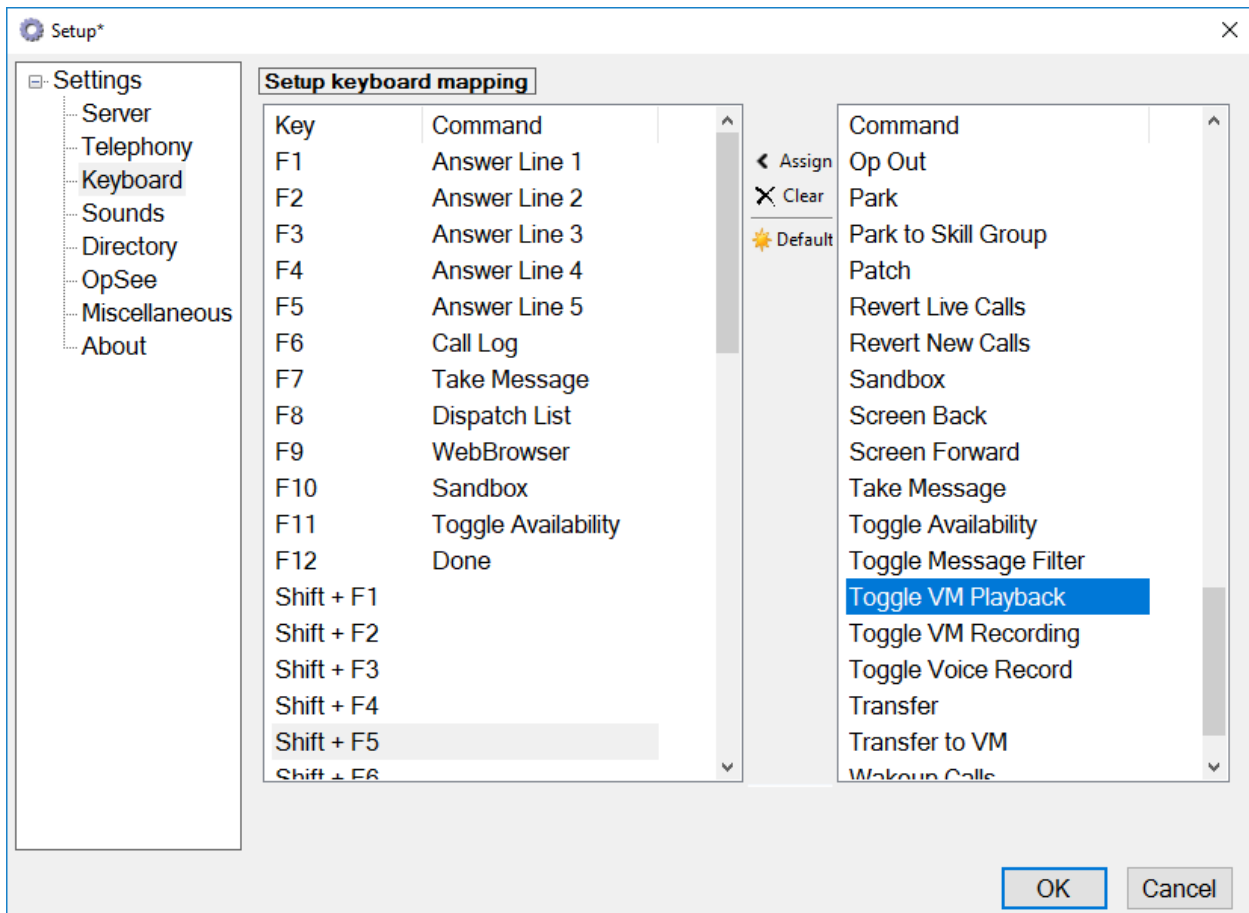 Setup*
Settings
Server
Telephony
Keyboard
Sounds
Directory
OpSee
Miscellaneous
About
Setup keyboard mapping
Key Command
F1 Answer Line 1
F2 Answer Line 2
F3 Answer Line 3
F4 Answer Line 4
F5 Answer Line 5
F6 Call Log
F7 Take Message
F8 Dispatch List
F9 WebBrowser
F10 Sandbox
F11 Toggle Availability
F12 Done
Shift + F1
Shift + F2
Shift + F3
Shift + F4
Shift + F5
Shift + F6
Assign
Clear
Default
Command
Op Out
Park
Park to Skill Group
Patch
Revert Live Calls
Revert New Calls
Sandbox
Screen Back
Screen Forward
Take Message
Toggle Availability
Toggle Message Filter
Toggle VM Playback
Toggle VM Recording
Toggle Voice Record
Transfer
Transfer to VM
Wakeup Calls
OK Cancel